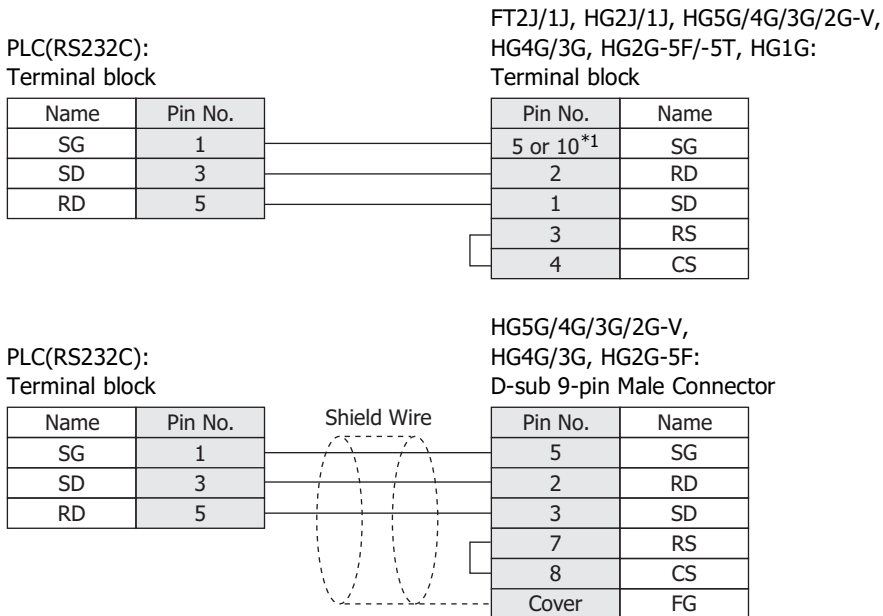 FT2J/1J, HG2J/1J, HG5G/4G/3G/2G-V,
PLC(RS232C): HG4G/3G, HG2G-5F/-5T, HG1G:
Terminal block Terminal block
Name Pin No. Pin No. Name
SG 1 5 or 10*1 SG
SD 3 2 RD
RD 5 1 SD
3 RS
4 CS
HG5G/4G/3G/2G-V,
PLC(RS232C): HG4G/3G, HG2G-5F:
Terminal block D-sub 9-pin Male Connector
Name Pin No. Shield Wire Pin No. Name
SG 1 5 SG
SD 3 2 RD
RD 5 3 SD
7 RS
8 CS
Cover FG